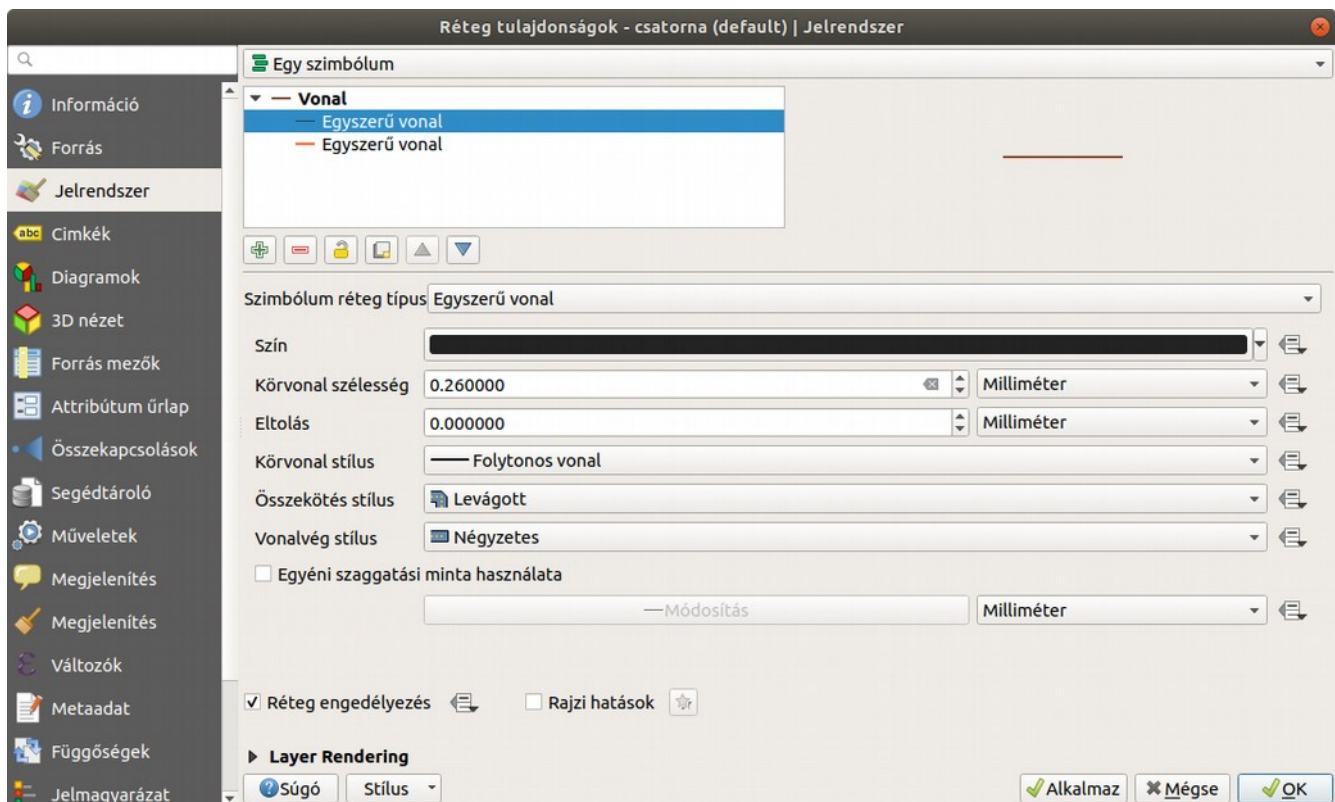 Réteg tulajdonságok - csatorna (default) | Jelrendszer
Információ
Forrás
Jelrendszer
abc Cimkék
Diagramok
3D nézet
Forrás mezők
Attribútum űrlap
Összekapcsolások
Segédtároló
Műveletek
Megjelenítés
Megjelenítés
Változók
Metaadat
Függőségek
Jelmagyarázat
Egy szimbólum
Vonal
Egyszerű vonal
Egyszerű vonal
Szimbólum réteg típus Egyszerű vonal
Szín
Körvonal szélesség 0.260000 Milliméter
Eltolás 0.000000 Milliméter
Körvonal stílus Folytonos vonal
Összekötés stílus Levágott
Vonalvég stílus Négyzetes
Egyéni szaggatási minta használata
Módosítás Milliméter
Réteg engedélyezés Rajzi hatások
Layer Rendering
Súgó Stílus Alkalmaz Mégse OK